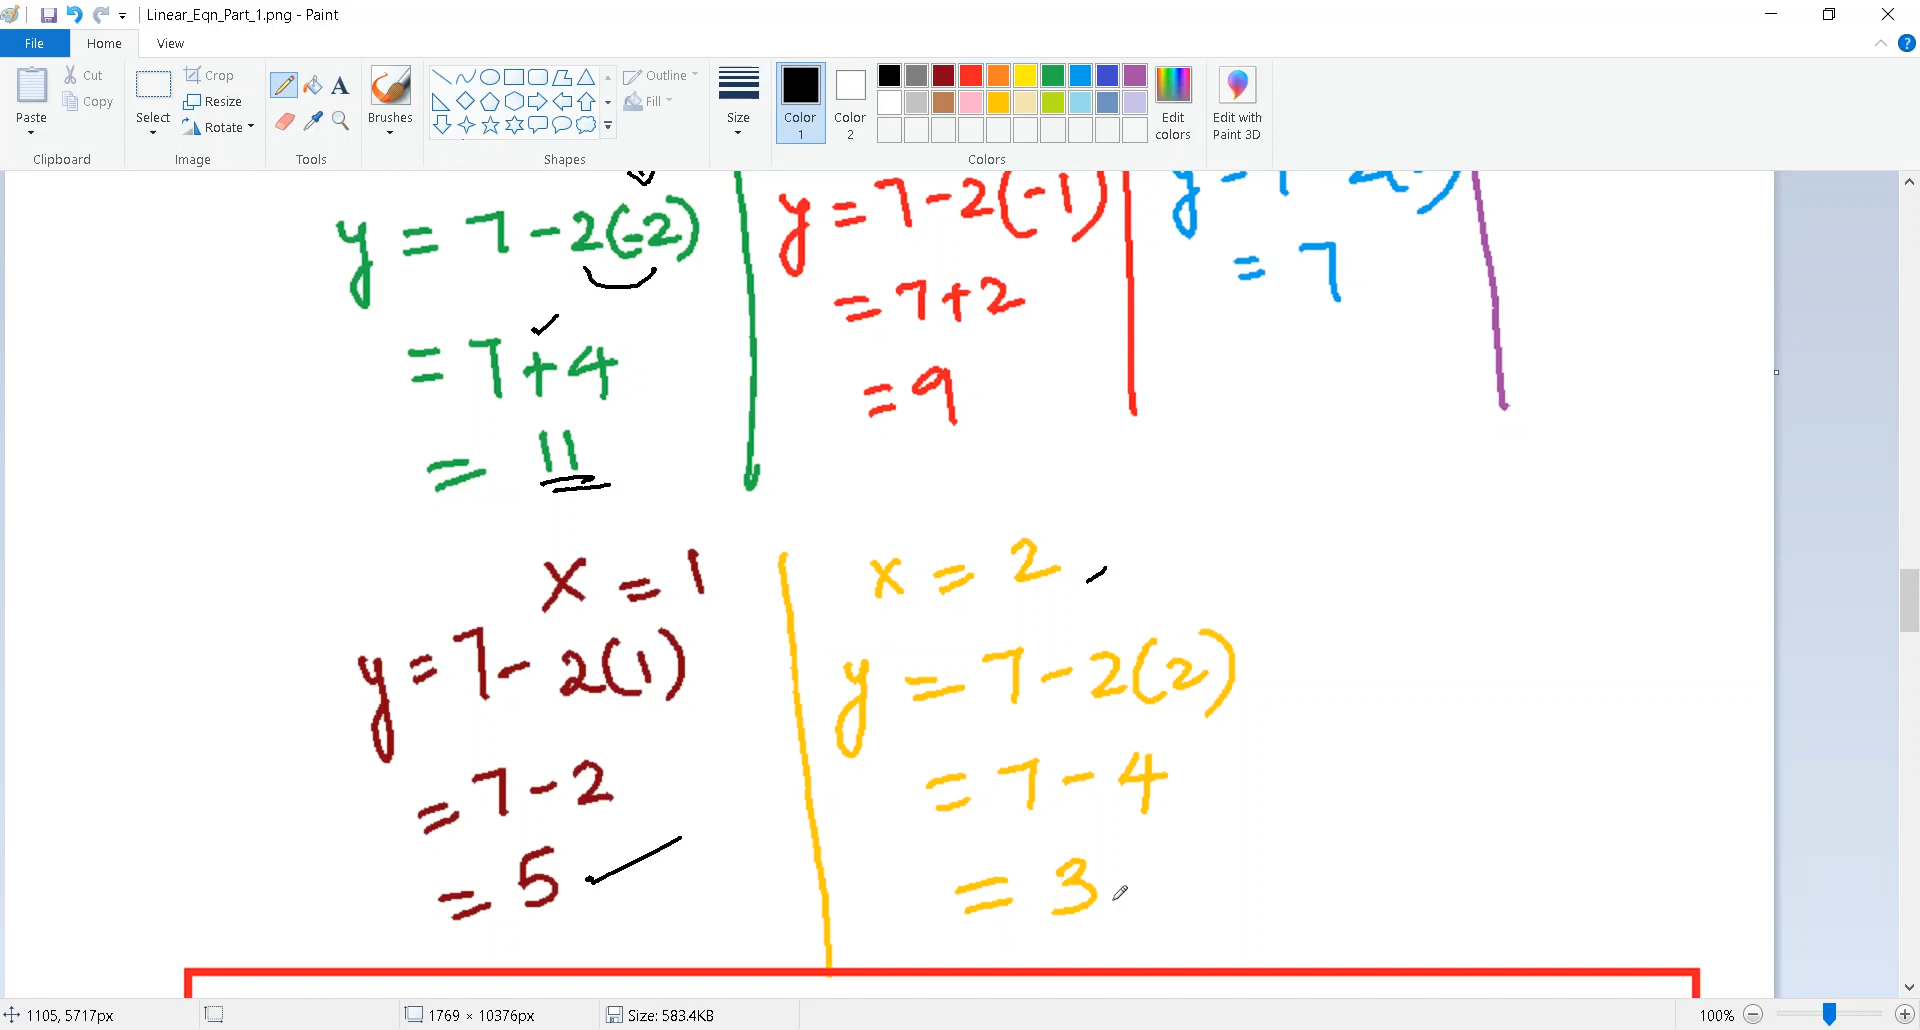 Linear_Eqn_Part_1.png - Paint
File Home View
Paste
Cut
Copy
Clipboard
Select
Crop
Resize
Rotate
Image
Tools
Brushes
Shapes
Outline
Fill
Size
Color 1
Color 2
Colors
Edit colors
Edit with Paint 3D
y = 7 - 2(-2)
= 7 + 4
= 11
y = 7 - 2(-1)
= 7 + 2
= 9
= 7
x = 1
y = 7 - 2(1)
= 7 - 2
= 5
x = 2
y = 7 - 2(2)
= 7 - 4
= 3
1105, 5717px
1769 × 10376px
Size: 583.4KB
100%